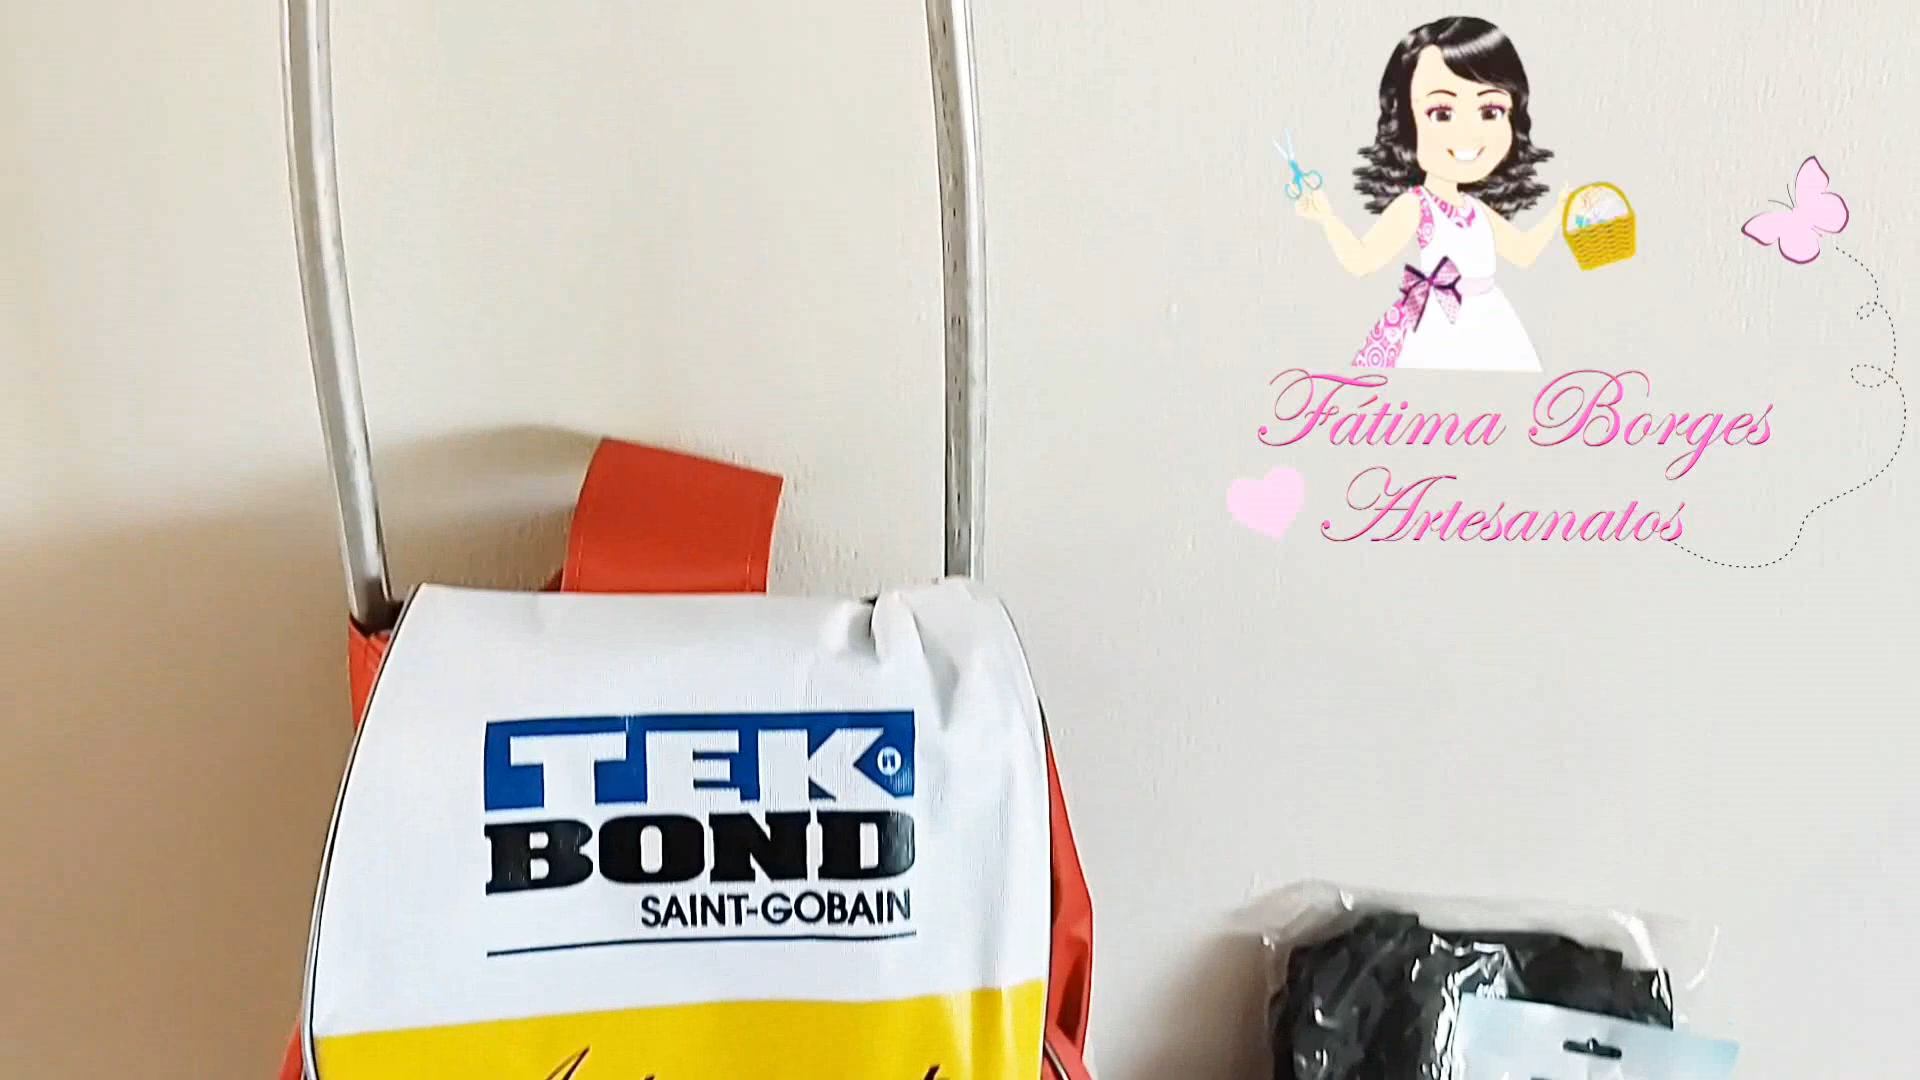 Fátima Borges
Artesanatos
TEK
BOND
SAINT-GOBAIN